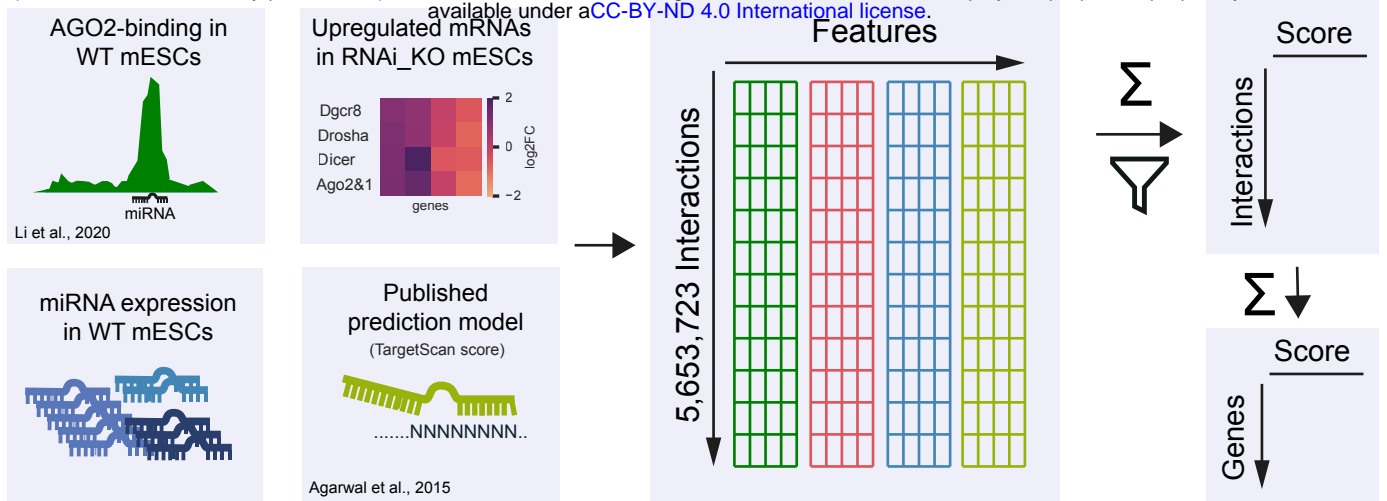 available under aCC-BY-ND 4.0 International license.
AGO2-binding in
WT mESCs
miRNA
Li et al., 2020
Upregulated mRNAs
in RNAi_KO mESCs
Dgcr8
Drosha
Dicer
Ago2&1
genes
2
0
−2
log2FC
miRNA expression
in WT mESCs
Published
prediction model
(TargetScan score)
.......NNNNNNNN..
Agarwal et al., 2015
Features
5,653,723 Interactions
Σ
Score
Interactions
Σ
Score
Genes